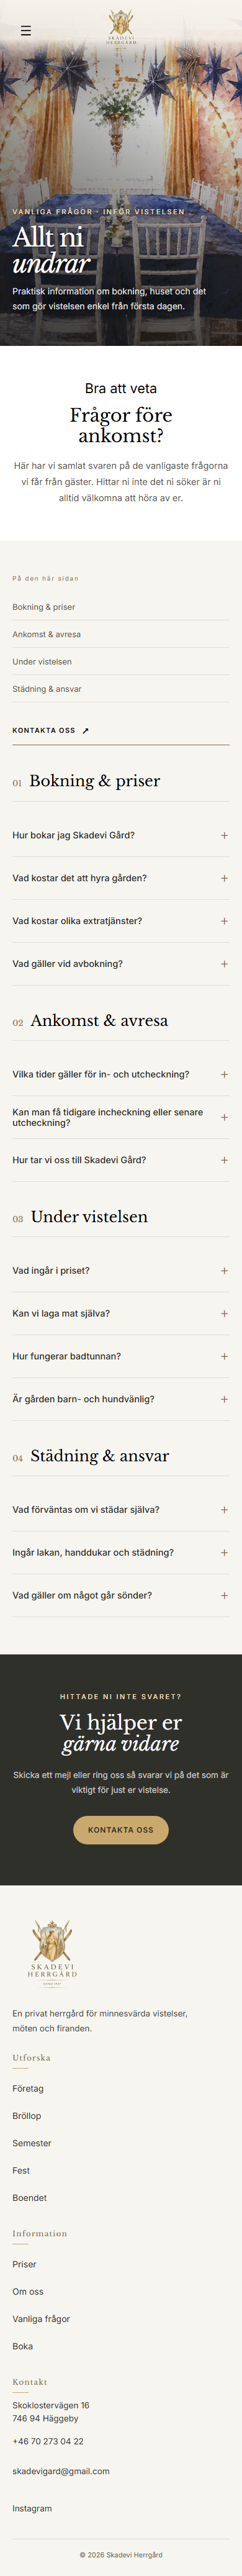 SKADEVI
HERRGÅRD
VANLIGA FRÅGOR · INFÖR VISTELSEN
Allt ni
undrar
Praktisk information om bokning, huset och det
som gör vistelsen enkel från första dagen.
Bra att veta
Frågor före
ankomst?
Här har vi samlat svaren på de vanligaste frågorna
vi får från gäster. Hittar ni inte det ni söker är ni
alltid välkomna att höra av er.
På den här sidan
Bokning & priser
Ankomst & avresa
Under vistelsen
Städning & ansvar
KONTAKTA OSS ↗
01 Bokning & priser
Hur bokar jag Skadevi Gård? +
Vad kostar det att hyra gården? +
Vad kostar olika extratjänster? +
Vad gäller vid avbokning? +
02 Ankomst & avresa
Vilka tider gäller för in- och utcheckning? +
Kan man få tidigare incheckning eller senare
utcheckning? +
Hur tar vi oss till Skadevi Gård? +
03 Under vistelsen
Vad ingår i priset? +
Kan vi laga mat själva? +
Hur fungerar badtunnan? +
Är gården barn- och hundvänlig? +
04 Städning & ansvar
Vad förväntas om vi städar själva? +
Ingår lakan, handdukar och städning? +
Vad gäller om något går sönder? +
HITTADE NI INTE SVARET?
Vi hjälper er
gärna vidare
Skicka ett mejl eller ring oss så svarar vi på det som är
viktigt för just er vistelse.
KONTAKTA OSS
SKADEVI
HERRGÅRD
En privat herrgård för minnesvärda vistelser,
möten och firanden.
Utforska
Företag
Bröllop
Semester
Fest
Boendet
Information
Priser
Om oss
Vanliga frågor
Boka
Kontakt
Skoklostervägen 16
746 94 Häggeby
+46 70 273 04 22
skadevigard@gmail.com
Instagram
© 2026 Skadevi Herrgård